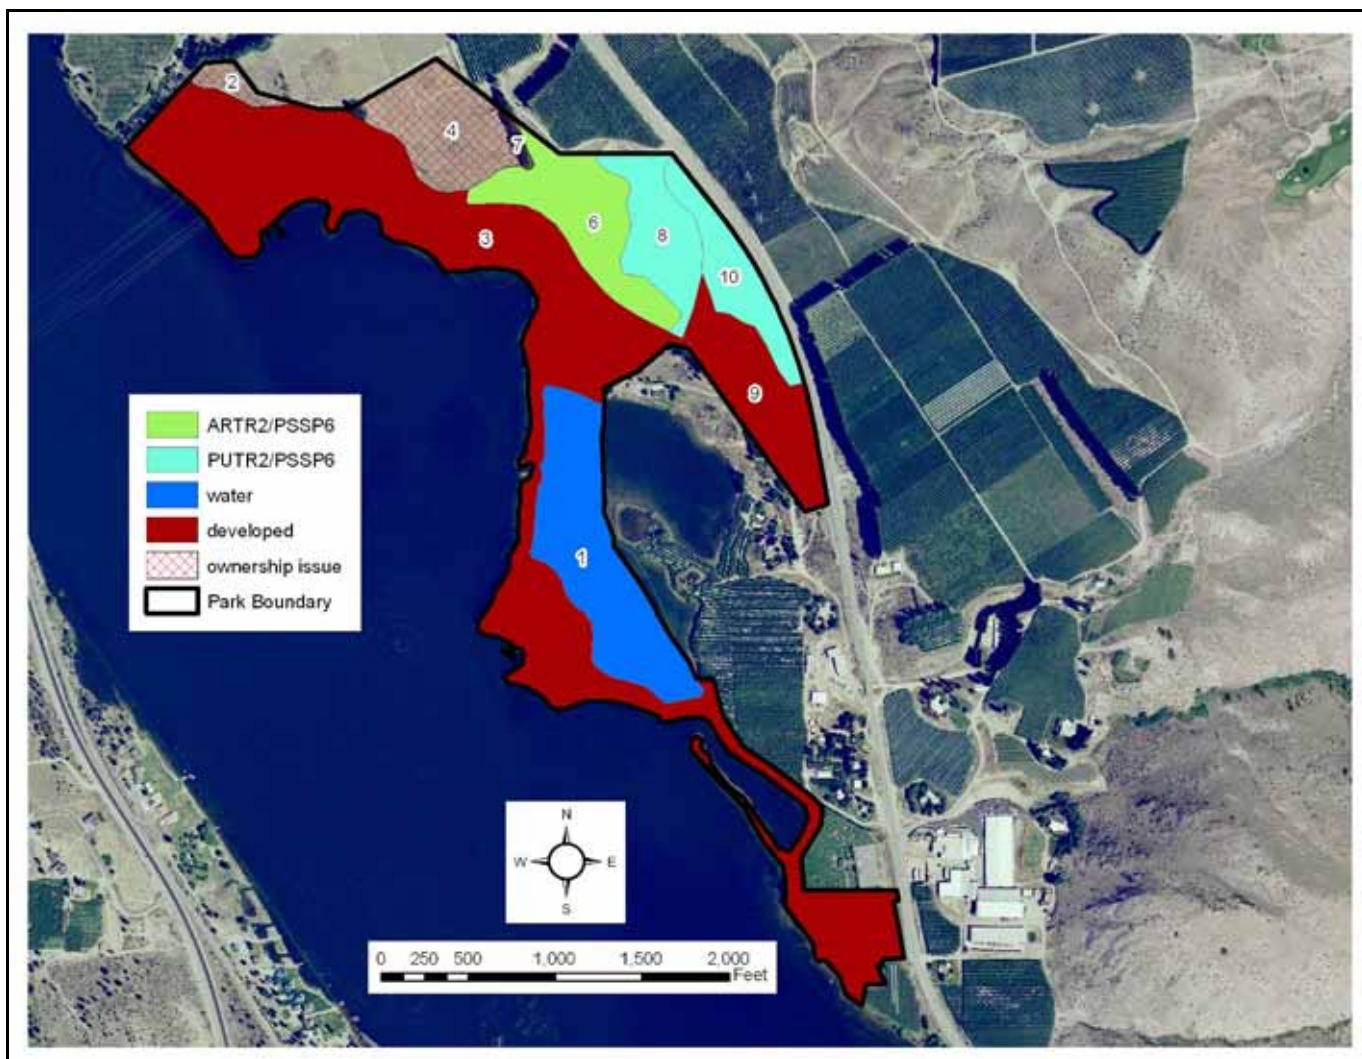 2
4
7
6
8
3
10
9
1
ARTR2/PSSP6
PUTR2/PSSP6
water
developed
ownership issue
Park Boundary
N
W E
S
0 250 500 1,000 1,500 2,000
Feet